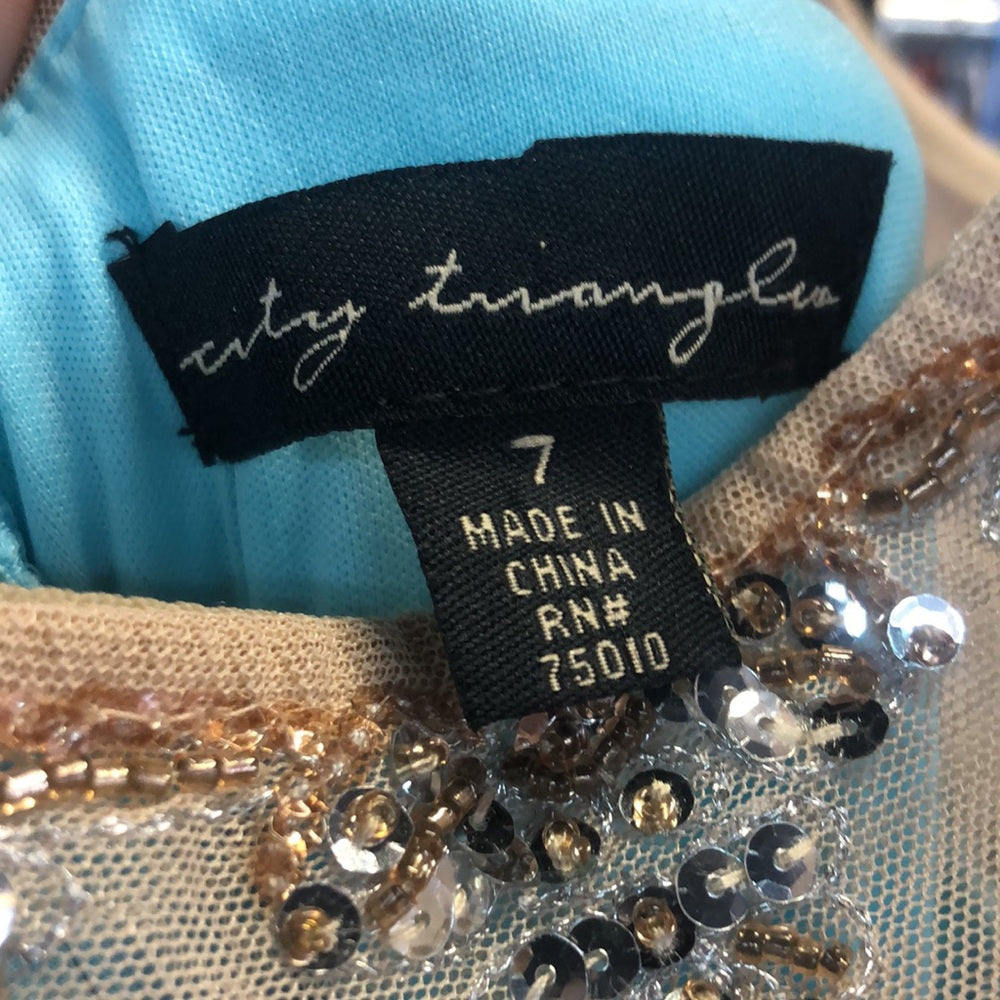 city triangles
7
MADE IN
CHINA
RN#
75010